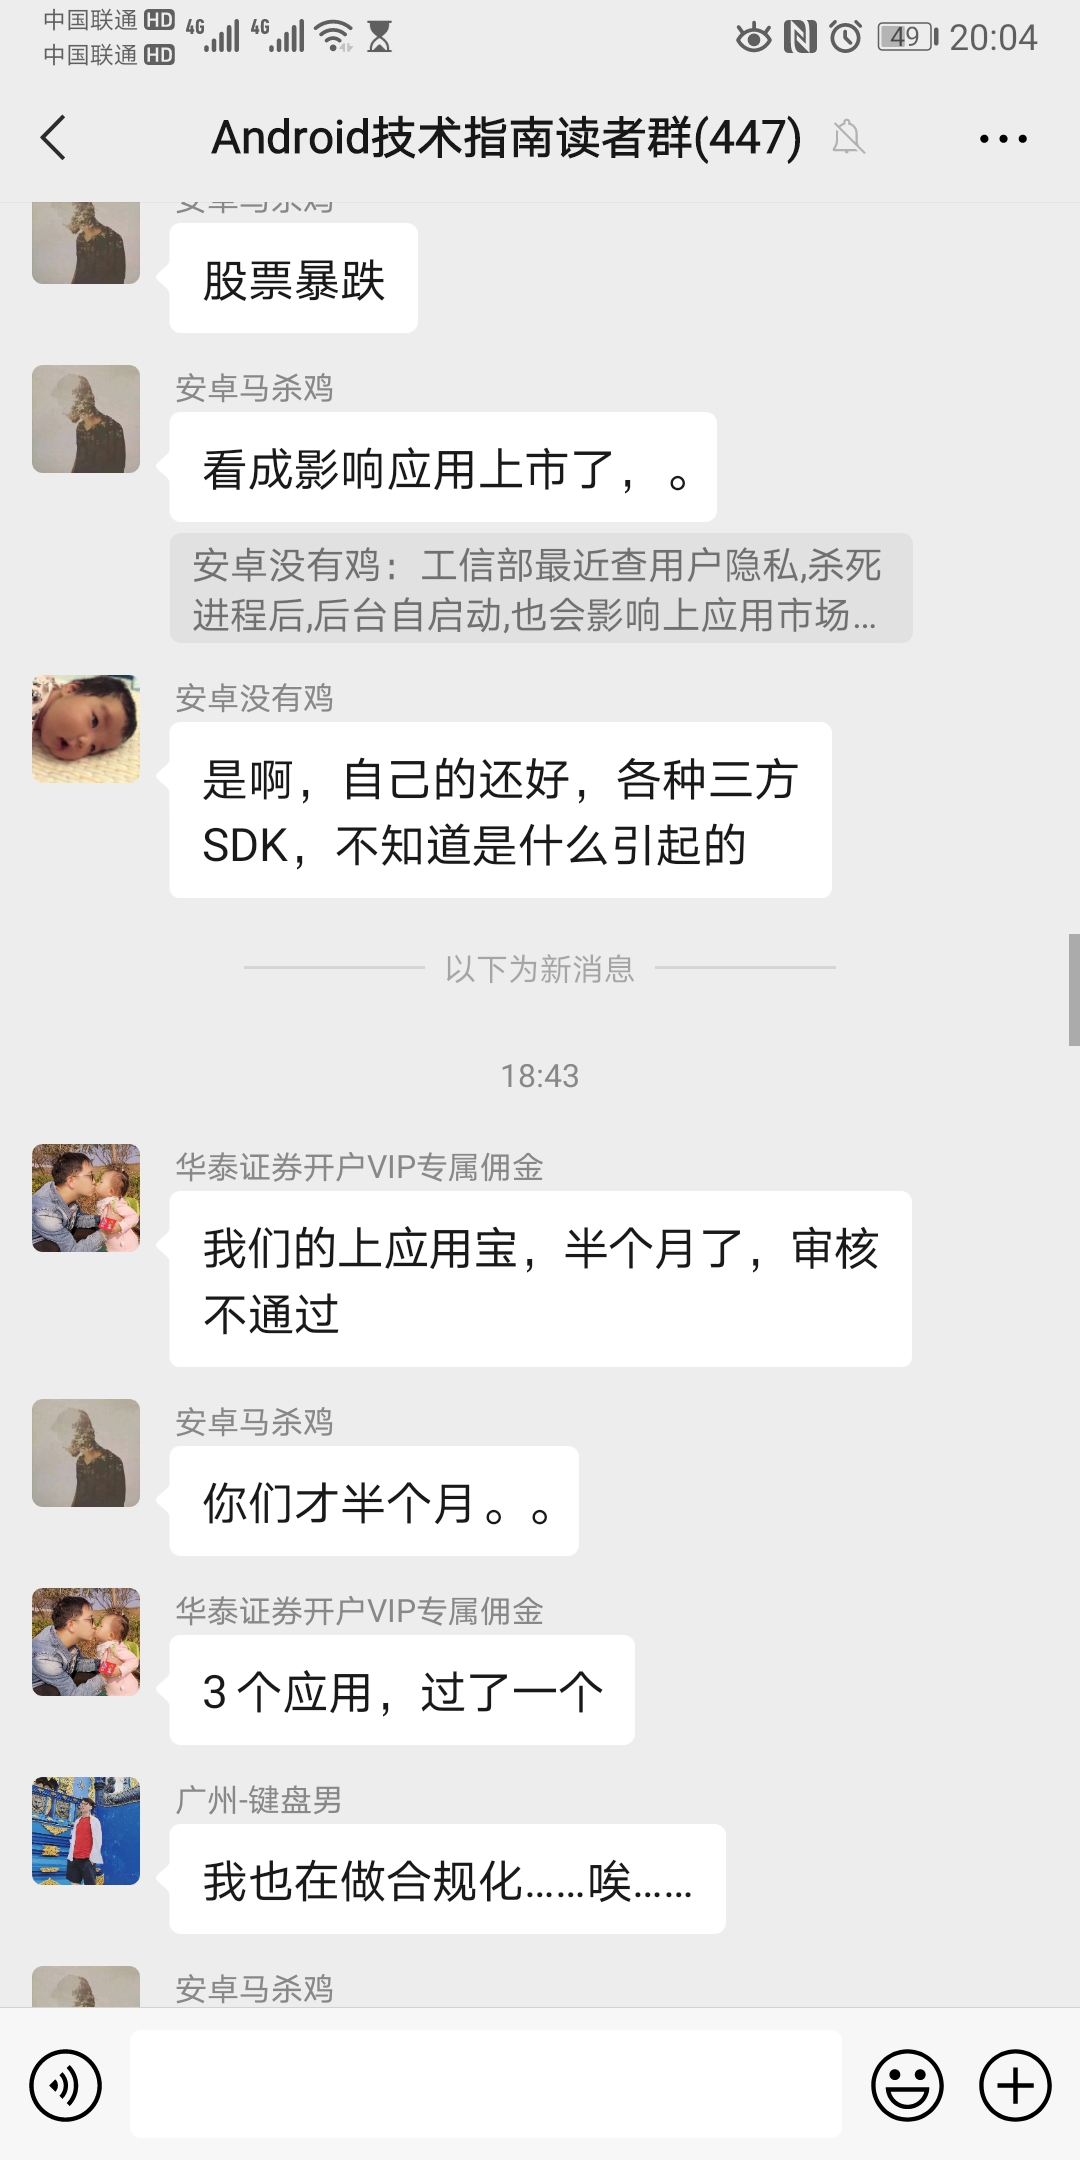 中国联通 HD 4G 4G 49 20:04
中国联通 HD
Android技术指南读者群(447)
安卓马杀鸡
股票暴跌
安卓马杀鸡
看成影响应用上市了，。
安卓没有鸡：工信部最近查用户隐私,杀死
进程后,后台自启动,也会影响上应用市场...
安卓没有鸡
是啊，自己的还好，各种三方
SDK，不知道是什么引起的
以下为新消息
18:43
华泰证券开户VIP专属佣金
我们的上应用宝，半个月了，审核
不通过
安卓马杀鸡
你们才半个月。。
华泰证券开户VIP专属佣金
3个应用，过了一个
广州-键盘男
我也在做合规化……唉……
安卓马杀鸡